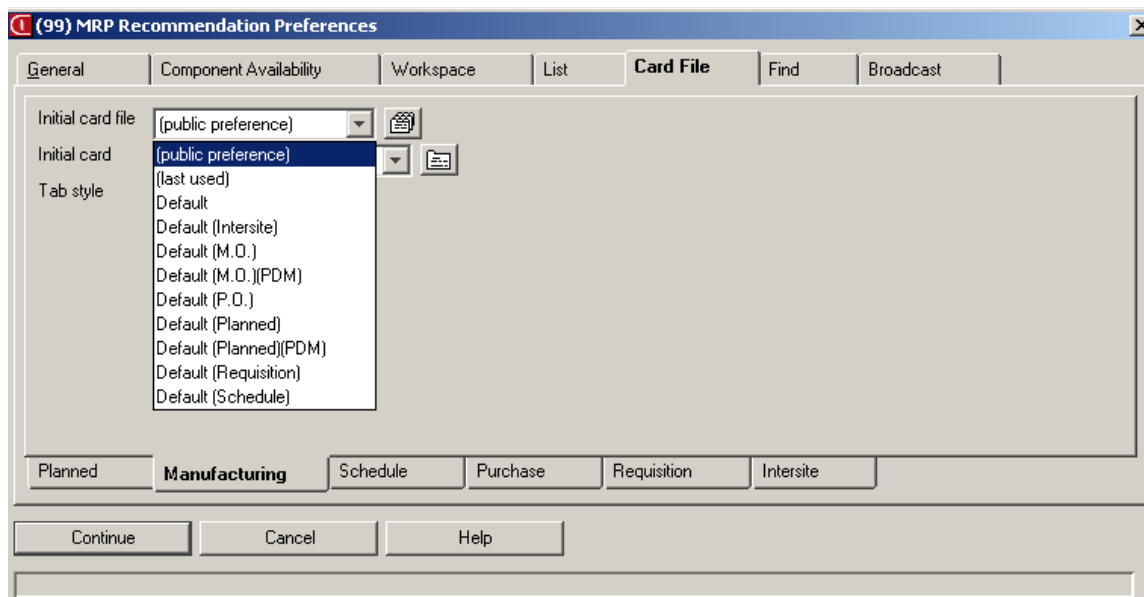 (99) MRP Recommendation Preferences
General Component Availability Workspace List Card File Find Broadcast
Initial card file (public preference)
Initial card (public preference)
Tab style (last used)
Default
Default (Intersite)
Default (M.O.)
Default (M.O.)(PDM)
Default (P.O.)
Default (Planned)
Default (Planned)(PDM)
Default (Requisition)
Default (Schedule)
Planned Manufacturing Schedule Purchase Requisition Intersite
Continue Cancel Help